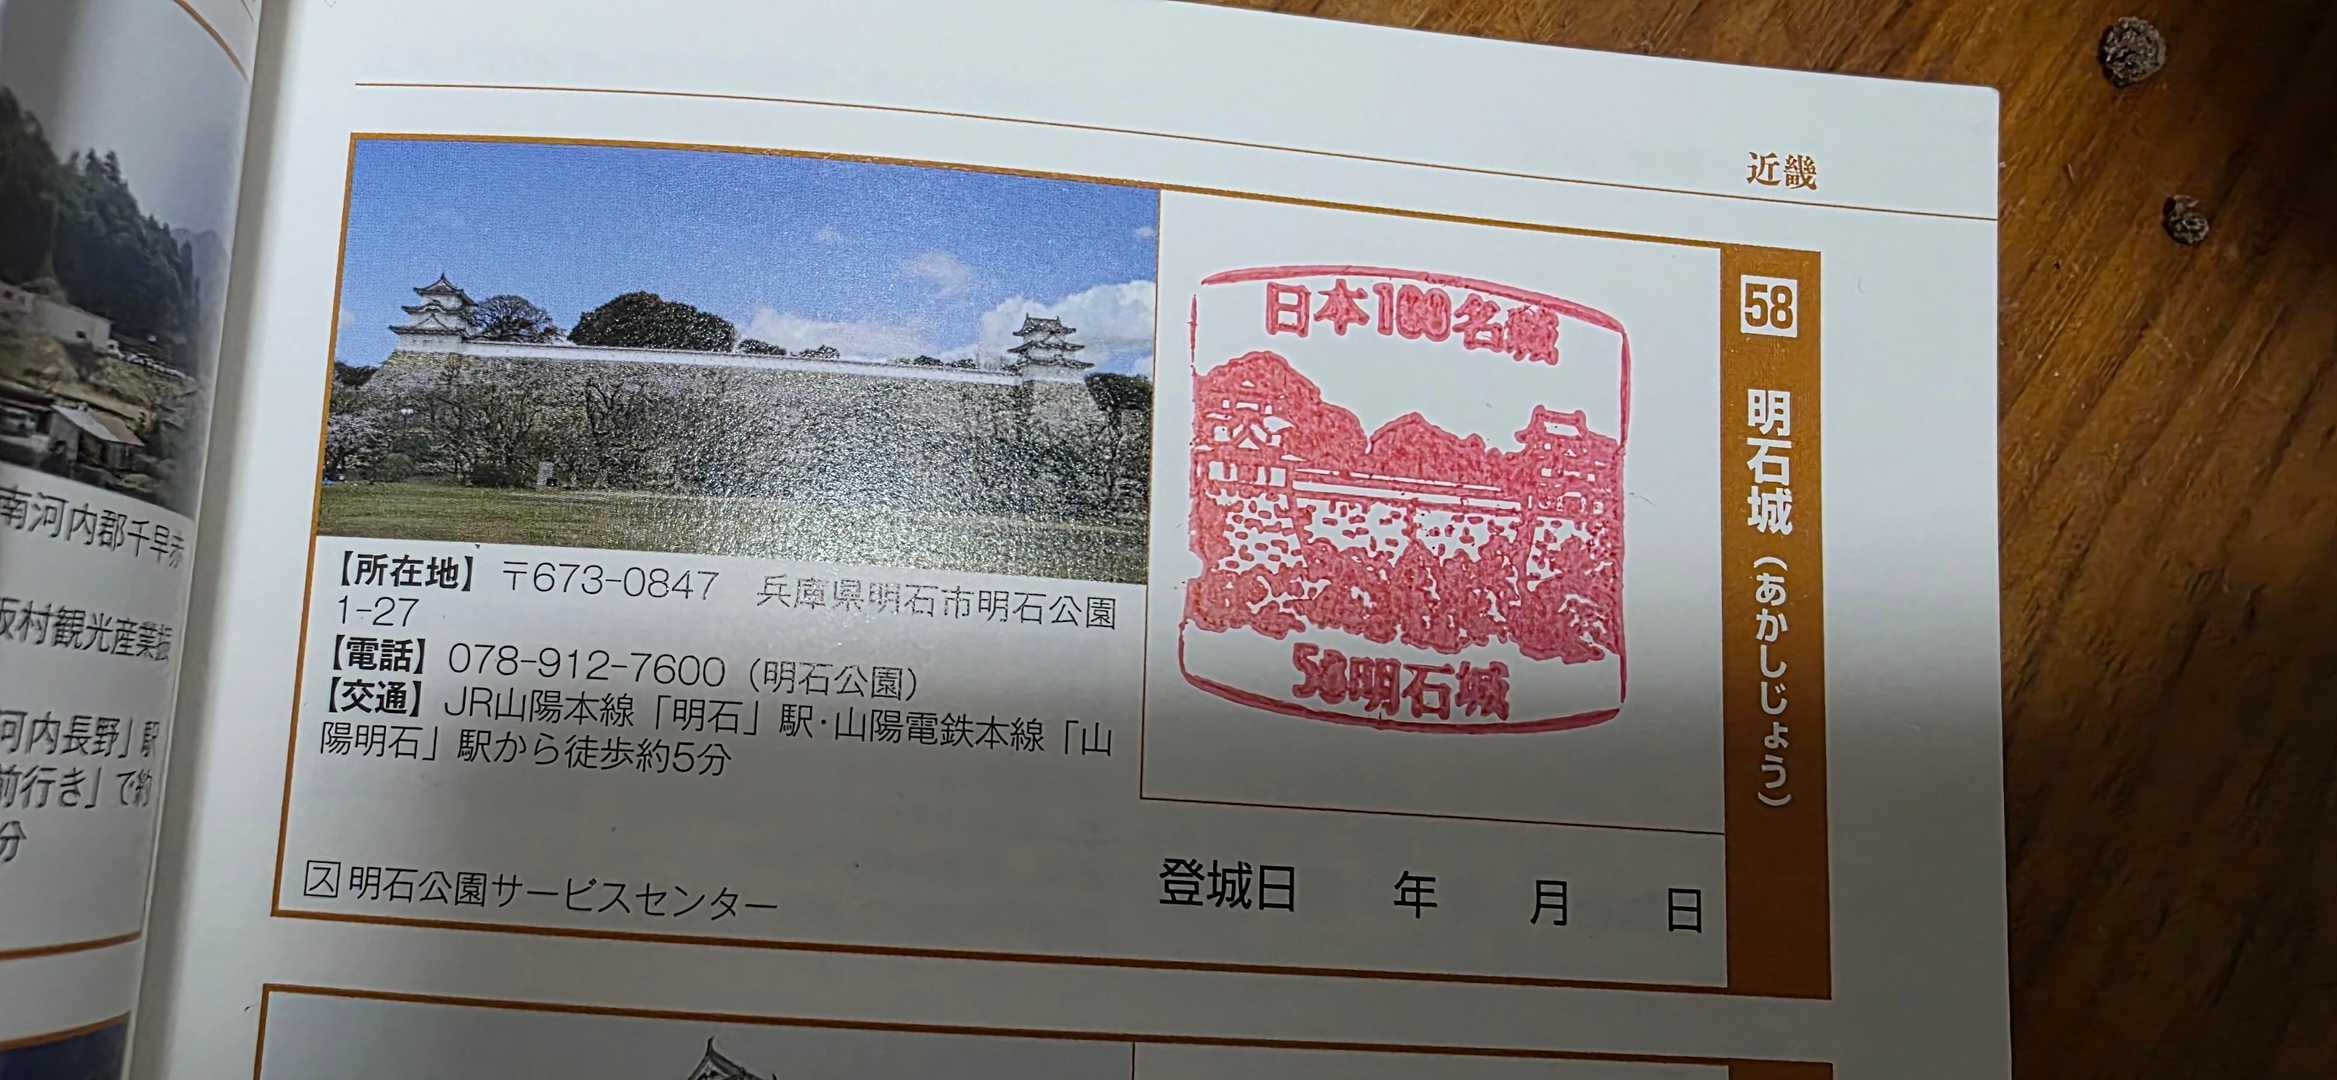 近畿
58
明石城(あかしじょう)
日本100名城
58明石城
【所在地】〒673-0847 兵庫県明石市明石公園
1-27
【電話】078-912-7600(明石公園)
【交通】JR山陽本線「明石」駅・山陽電鉄本線「山
陽明石」駅から徒歩約5分
ス 明石公園サービスセンター
登城日 年 月 日
南河内郡千早赤
阪村観光産業振
河内長野」駅
前行き」で約
分